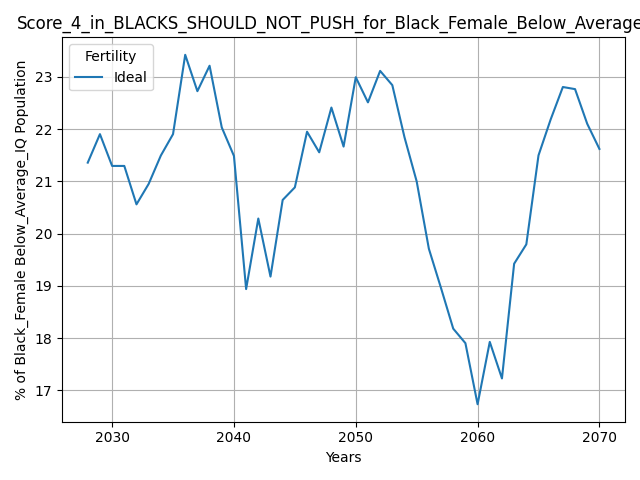 Score_4_in_BLACKS_SHOULD_NOT_PUSH_for_Black_Female_Below_Average
Fertility
Ideal
% of Black_Female Below_Average_IQ Population
23
22
21
20
19
18
17
2030 2040 2050 2060 2070
Years